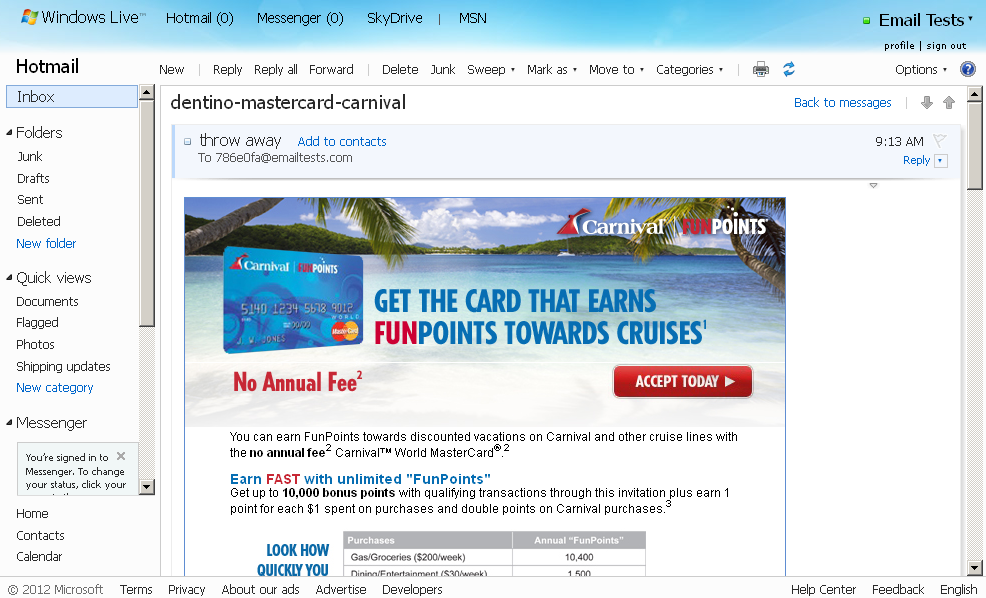 Windows Live™ Hotmail (0) Messenger (0) SkyDrive | MSN
Email Tests
profile | sign out
Hotmail
New | Reply Reply all Forward | Delete Junk Sweep Mark as Move to Categories | Options
Inbox
Folders
Junk
Drafts
Sent
Deleted
New folder
Quick views
Documents
Flagged
Photos
Shipping updates
New category
Messenger
You're signed in to
Messenger. To change
your status, click your
Home
Contacts
Calendar
dentino-mastercard-carnival
Back to messages
throw away Add to contacts
9:13 AM
To 786e0fa@emailtests.com
Reply
Carnival | FUNPOINTS
Carnival | FUNPOINTS
5140 1234 5678 9012
WORLD
00/00
MasterCard
J. W. JONES
GET THE CARD THAT EARNS
FUNPOINTS TOWARDS CRUISES¹
No Annual Fee²
ACCEPT TODAY ▶
You can earn FunPoints towards discounted vacations on Carnival and other cruise lines with
the no annual fee² Carnival™ World MasterCard®.²
Earn FAST with unlimited "FunPoints"
Get up to 10,000 bonus points with qualifying transactions through this invitation plus earn 1
point for each $1 spent on purchases and double points on Carnival purchases.³
LOOK HOW
QUICKLY YOU
Purchases Annual “FunPoints”
Gas/Groceries ($200/week) 10,400
Dining/Entertainment ($30/week) 1,500
© 2012 Microsoft Terms Privacy About our ads Advertise Developers Help Center Feedback English